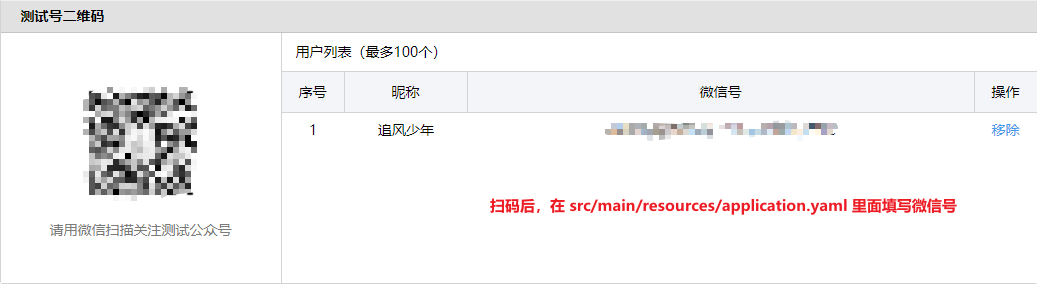 测试号二维码
用户列表（最多100个）
序号 昵称 微信号 操作
1 追风少年 移除
扫码后，在 src/main/resources/application.yaml 里面填写微信号
请用微信扫描关注测试公众号